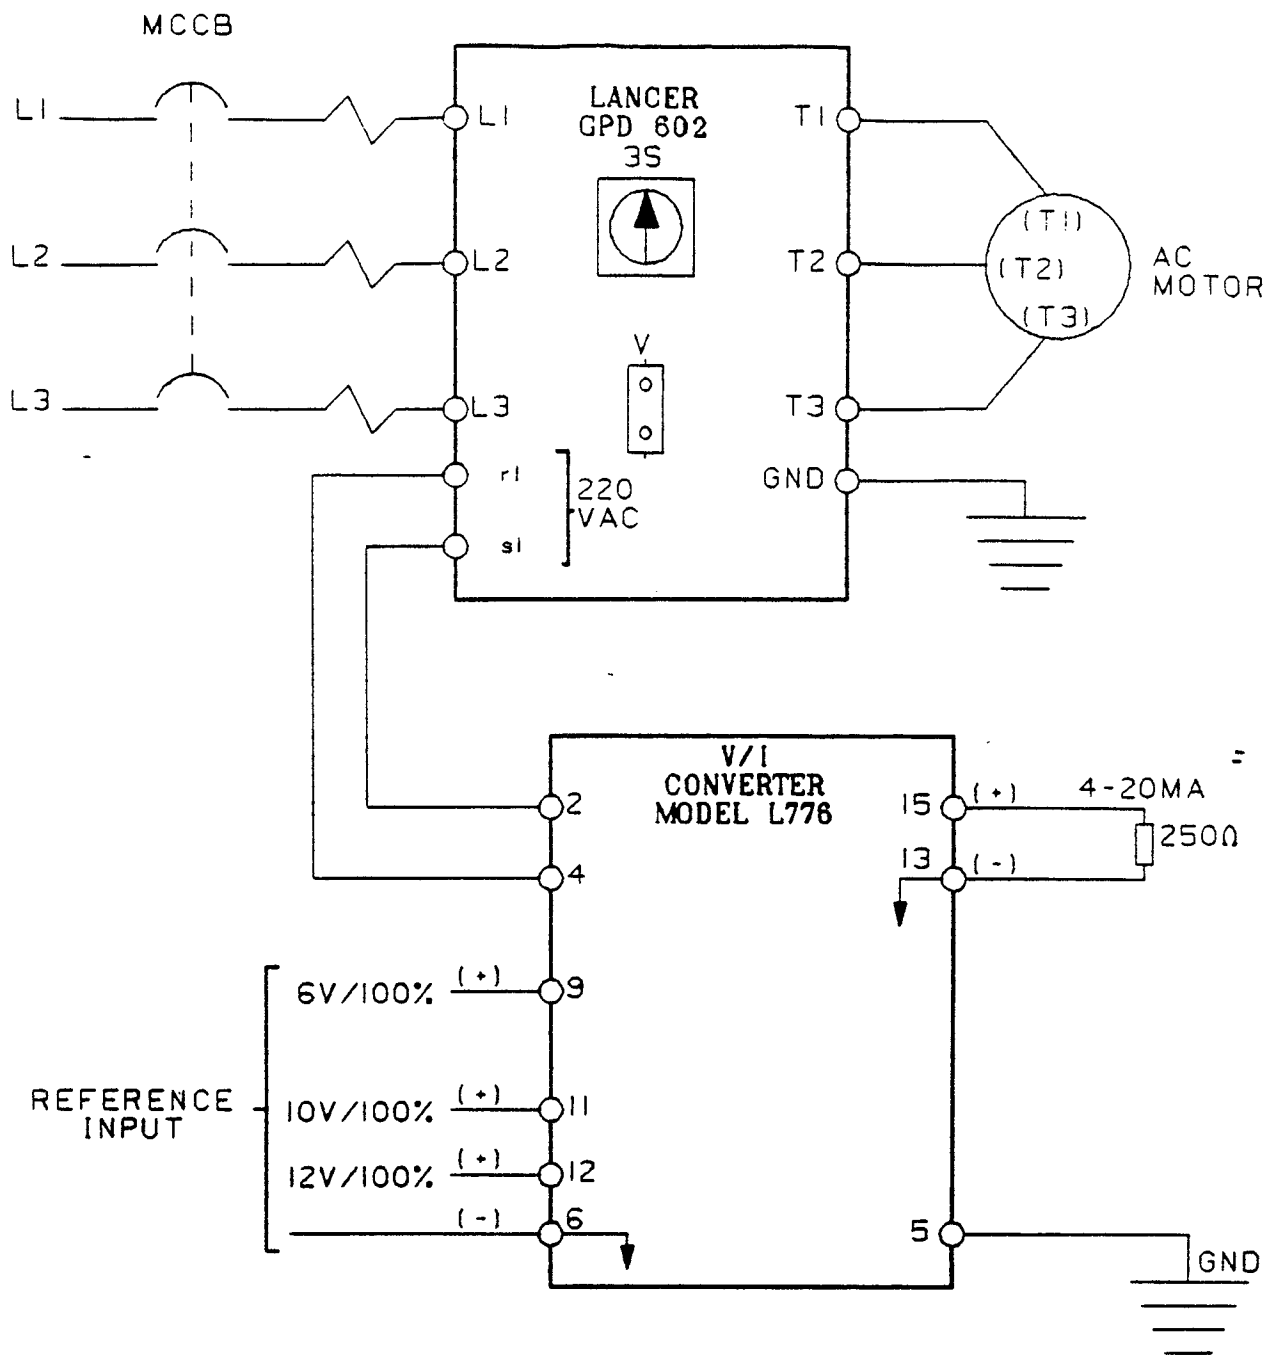 MCCB
L1
L2
L3
L1
L2
L3
LANCER
GPD 602
3S
V
r1
s1
220
VAC
T1
T2
T3
GND
(T1)
(T2)
(T3)
AC
MOTOR
V/I
CONVERTER
MODEL L776
2
4
9
11
12
6
15
13
5
(+)
(-)
4-20MA
250Ω
REFERENCE
INPUT
6V/100% (+)
10V/100% (+)
12V/100% (+)
(-)
GND